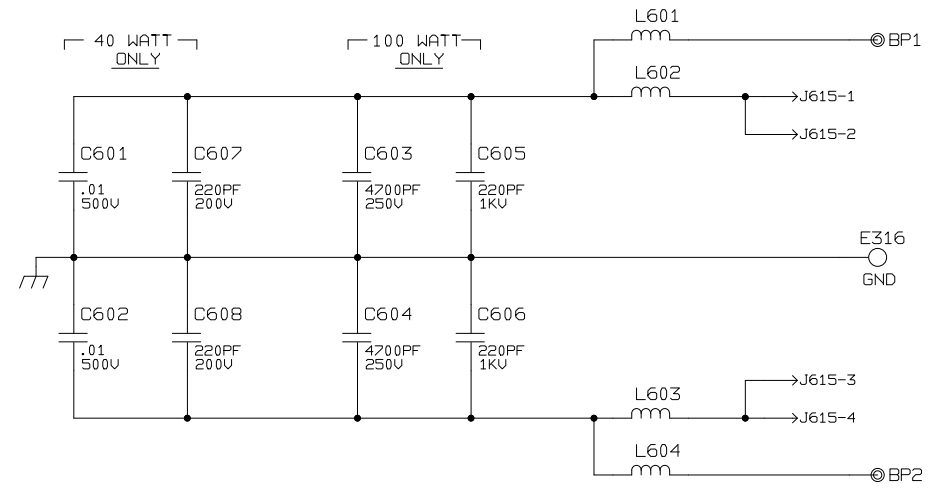 L601
40 WATT
ONLY
100 WATT
ONLY
BP1
L602
J615-1
J615-2
C601
.01
500V
C607
220PF
200V
C603
4700PF
250V
C605
220PF
1KV
E316
GND
C602
.01
500V
C608
220PF
200V
C604
4700PF
250V
C606
220PF
1KV
J615-3
L603
J615-4
L604
BP2